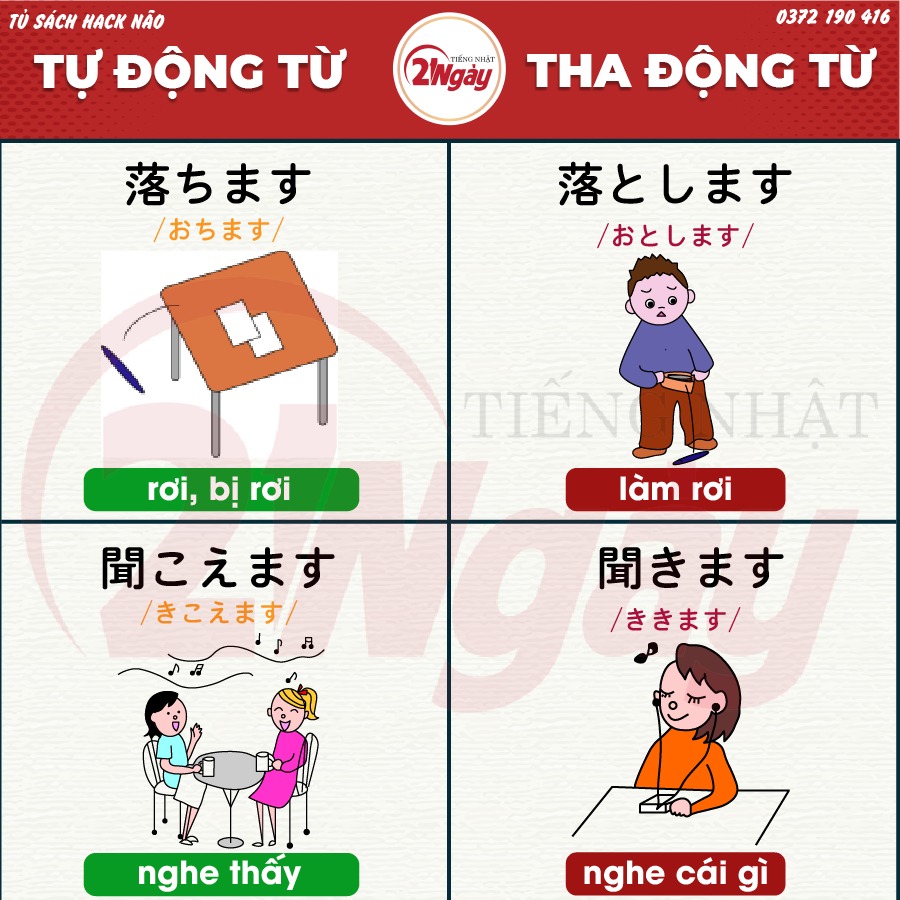 TỦ SÁCH HACK NÃO
0372 190 416
TỰ ĐỘNG TỪ
TIẾNG NHẬT
21Ngày
THA ĐỘNG TỪ
落ちます
/おちます/
rơi, bị rơi
落とします
/おとします/
làm rơi
聞こえます
/きこえます/
nghe thấy
聞きます
/ききます/
nghe cái gì
TIẾNG NHẬT
21Ngày